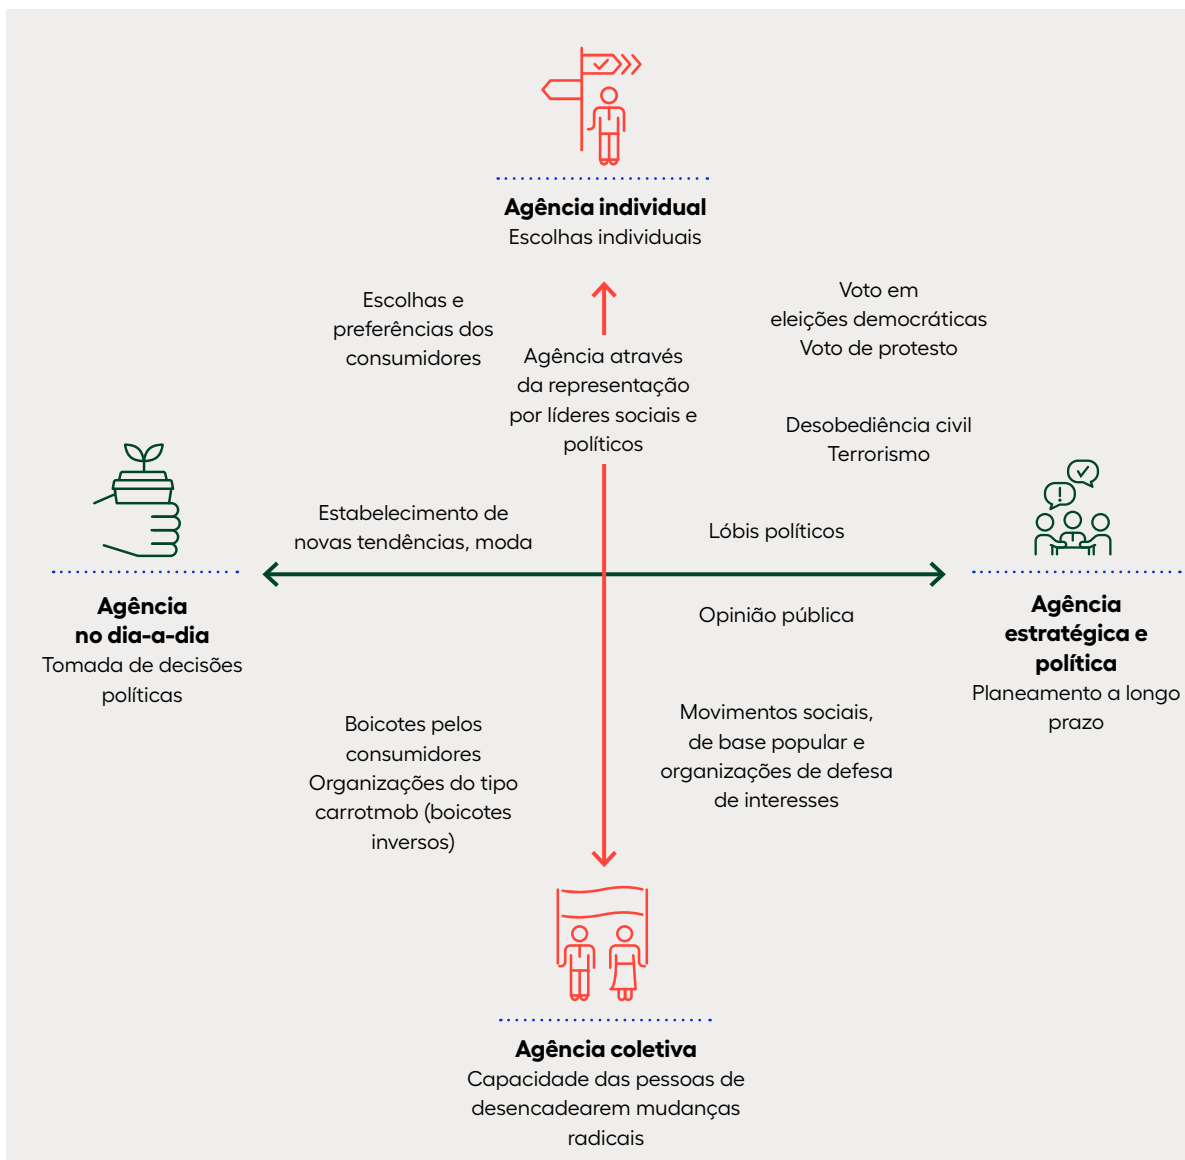 Agência individual
Escolhas individuais
Escolhas e
preferências dos
consumidores
Agência através
da representação
por líderes sociais e
políticos
Voto em
eleições democráticas
Voto de protesto
Desobediência civil
Terrorismo
Estabelecimento de
novas tendências, moda
Lóbis políticos
Agência
no dia-a-dia
Tomada de decisões
políticas
Opinião pública
Agência
estratégica e
política
Planeamento a longo
prazo
Boicotes pelos
consumidores
Organizações do tipo
carrotmob (boicotes
inversos)
Movimentos sociais,
de base popular e
organizações de defesa
de interesses
Agência coletiva
Capacidade das pessoas de
desencadearem mudanças
radicais